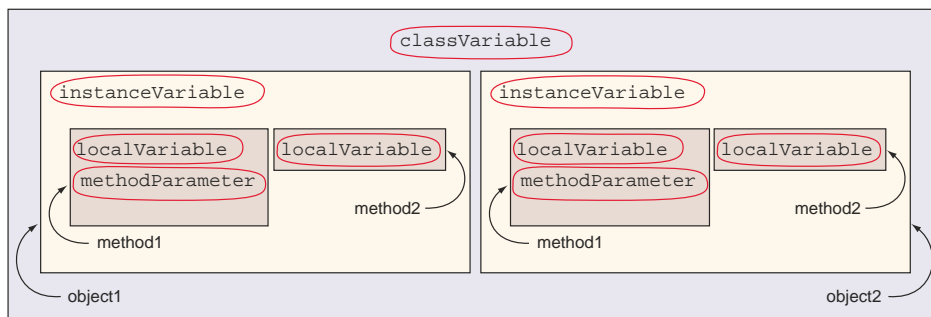 classVariable
instanceVariable
instanceVariable
localVariable
localVariable
localVariable
localVariable
methodParameter
methodParameter
method2
method2
method1
method1
object1
object2